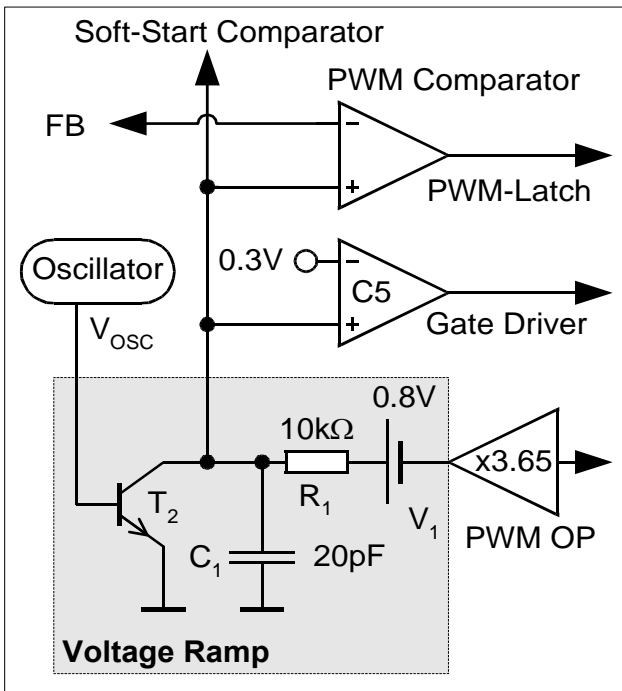 Soft-Start Comparator
PWM Comparator
FB
PWM-Latch
Oscillator
0.3V
C5
Gate Driver
VOSC
0.8V
10kΩ
x3.65
T2
R1
V1
PWM OP
C1
20pF
Voltage Ramp